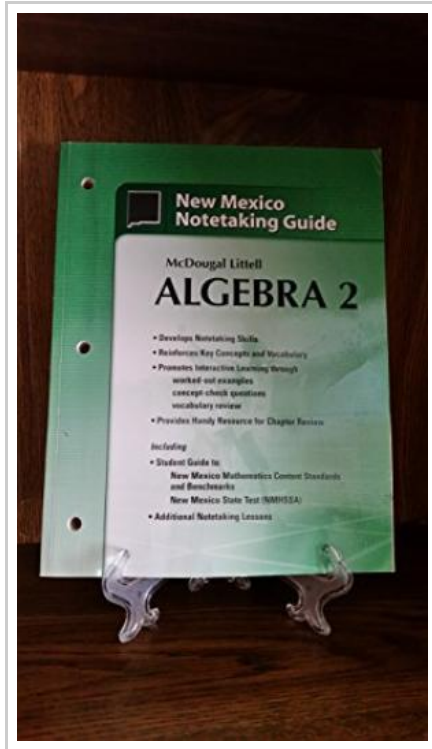 New Mexico
Notetaking Guide
McDougal Littell
ALGEBRA 2
• Develops Notetaking Skills
• Reinforces Key Concepts and Vocabulary
• Promotes Interactive Learning through
worked-out examples
concept-check questions
vocabulary review
• Provides Handy Resource for Chapter Review
Including
• Student Guide to:
New Mexico Mathematics Content Standards
and Benchmarks
New Mexico State Test (NMHSSA)
• Additional Notetaking Lessons